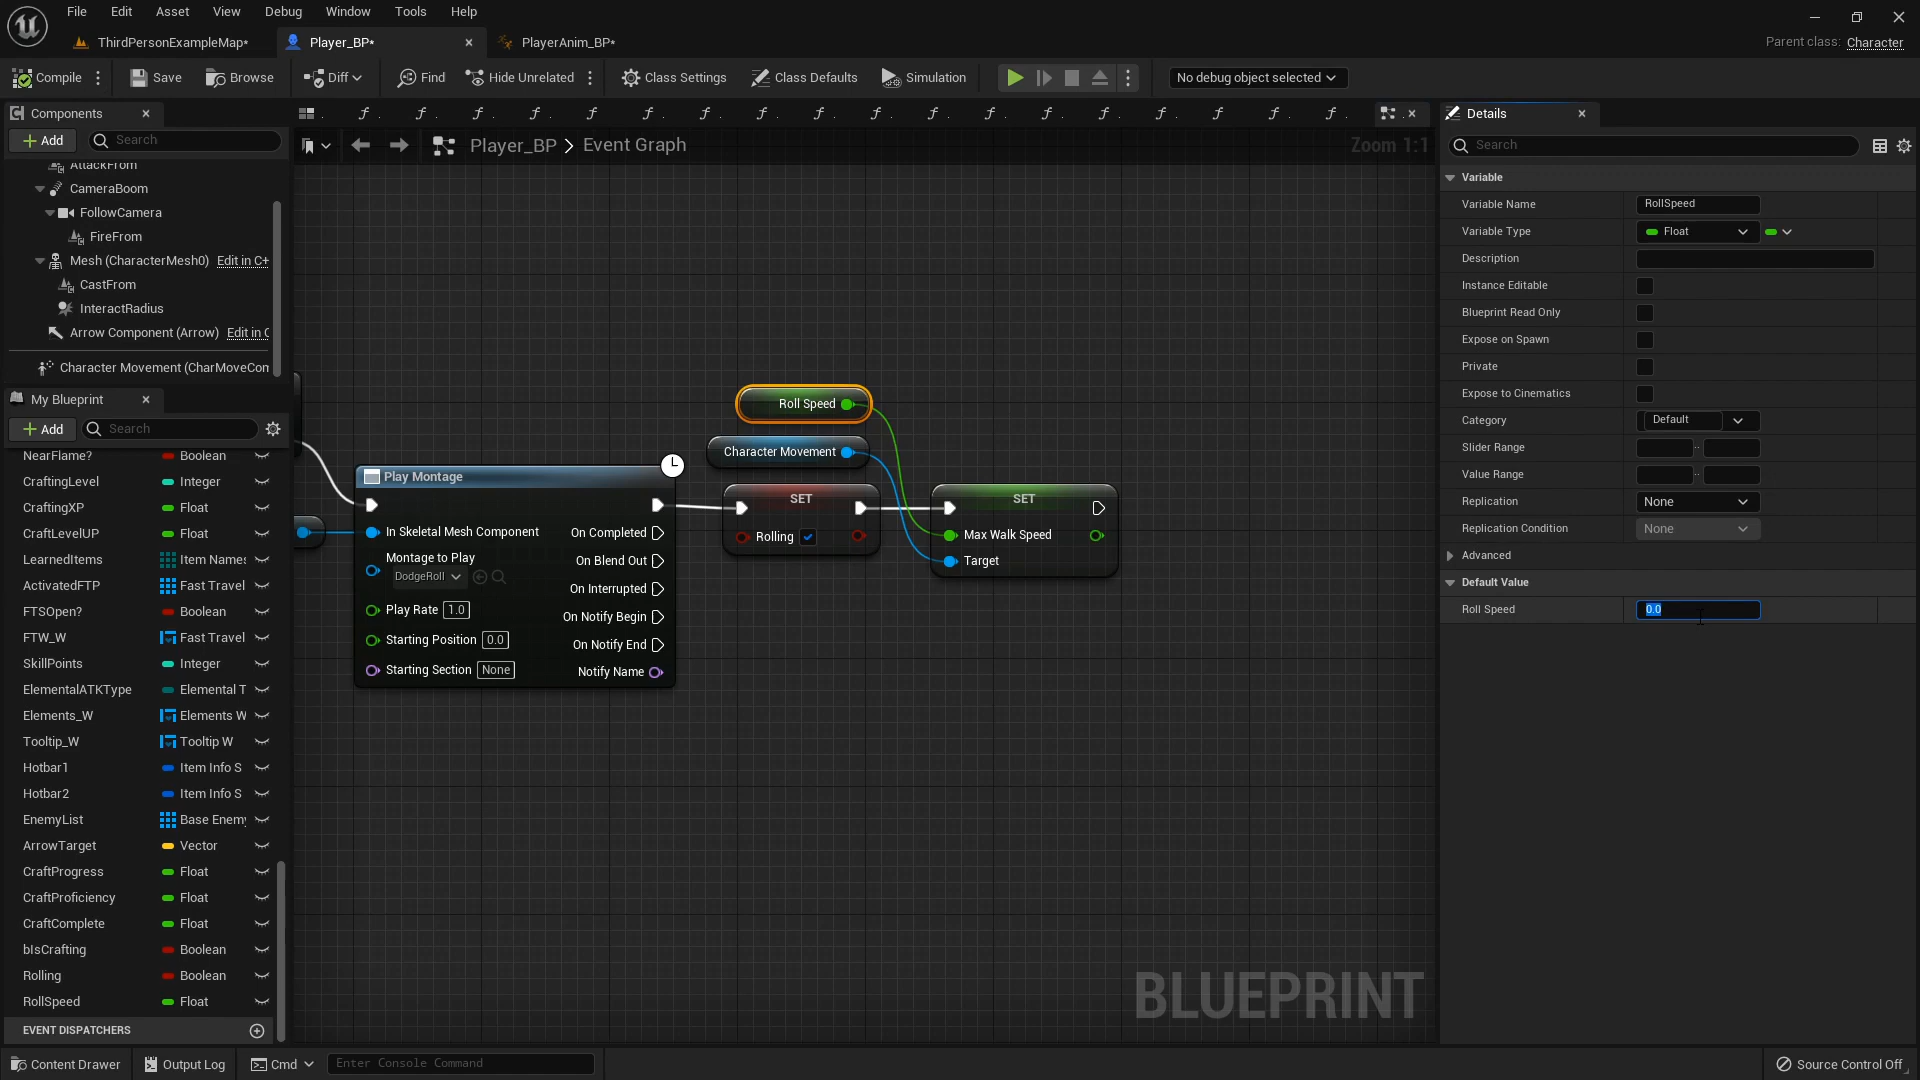 File Edit Asset View Debug Window Tools Help
ThirdPersonExampleMap* Player_BP* PlayerAnim_BP* Parent class: Character
Compile Save Browse Diff Find Hide Unrelated Class Settings Class Defaults Simulation No debug object selected
Components
Add Search
AttackFrom
CameraBoom
FollowCamera
FireFrom
Mesh (CharacterMesh0) Edit in C+
CastFrom
InteractRadius
Arrow Component (Arrow) Edit in C
Character Movement (CharMoveCom
My Blueprint
Add Search
NearFlame? Boolean
CraftingLevel Integer
CraftingXP Float
CraftLevelUP Float
LearnedItems Item Names
ActivatedFTP Fast Travel
FTSOpen? Boolean
FTW_W Fast Travel
SkillPoints Integer
ElementalATKType Elemental T
Elements_W Elements W
Tooltip_W Tooltip W
Hotbar1 Item Info S
Hotbar2 Item Info S
EnemyList Base Enemy
ArrowTarget Vector
CraftProgress Float
CraftProficiency Float
CraftComplete Float
bIsCrafting Boolean
Rolling Boolean
RollSpeed Float
EVENT DISPATCHERS
Player_BP > Event Graph Zoom 1:1
Play Montage
In Skeletal Mesh Component On Completed
Montage to Play
DodgeRoll
On Blend Out
On Interrupted
Play Rate 1.0
On Notify Begin
Starting Position 0.0
On Notify End
Starting Section None
Notify Name
Roll Speed
Character Movement
SET
Rolling
SET
Max Walk Speed
Target
BLUEPRINT
Details
Search
Variable
Variable Name RollSpeed
Variable Type Float
Description
Instance Editable
Blueprint Read Only
Expose on Spawn
Private
Expose to Cinematics
Category Default
Slider Range ..
Value Range ..
Replication None
Replication Condition None
Advanced
Default Value
Roll Speed 0.0
Content Drawer Output Log Cmd Enter Console Command Source Control Off